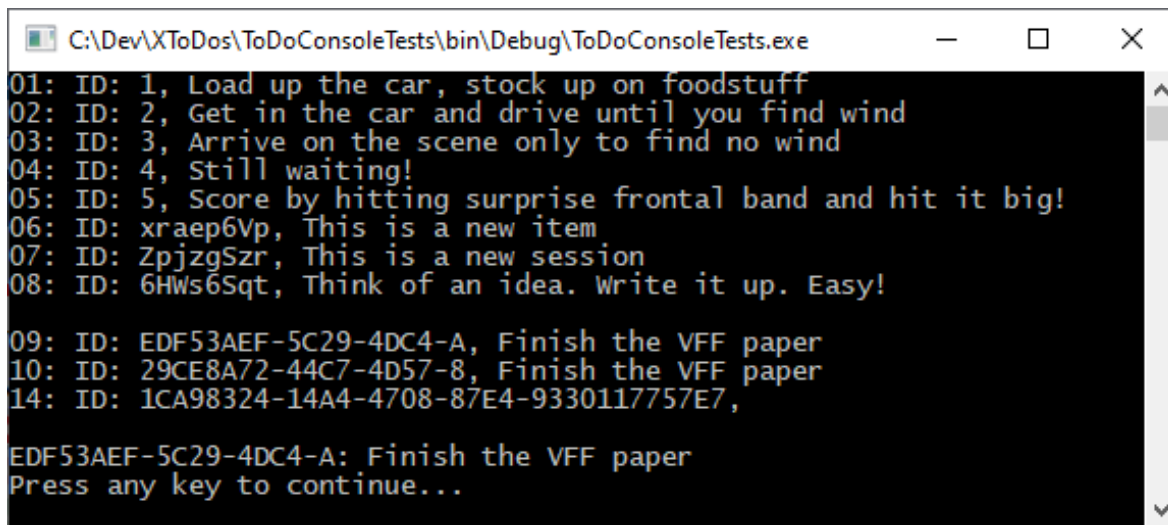 C:\Dev\XToDos\ToDoConsoleTests\bin\Debug\ToDoConsoleTests.exe
01: ID: 1, Load up the car, stock up on foodstuff
02: ID: 2, Get in the car and drive until you find wind
03: ID: 3, Arrive on the scene only to find no wind
04: ID: 4, Still waiting!
05: ID: 5, Score by hitting surprise frontal band and hit it big!
06: ID: xraep6Vp, This is a new item
07: ID: ZpjzgSzr, This is a new session
08: ID: 6HWs6Sqt, Think of an idea. Write it up. Easy!
09: ID: EDF53AEF-5C29-4DC4-A, Finish the VFF paper
10: ID: 29CE8A72-44C7-4D57-8, Finish the VFF paper
14: ID: 1CA98324-14A4-4708-87E4-9330117757E7,
EDF53AEF-5C29-4DC4-A: Finish the VFF paper
Press any key to continue...